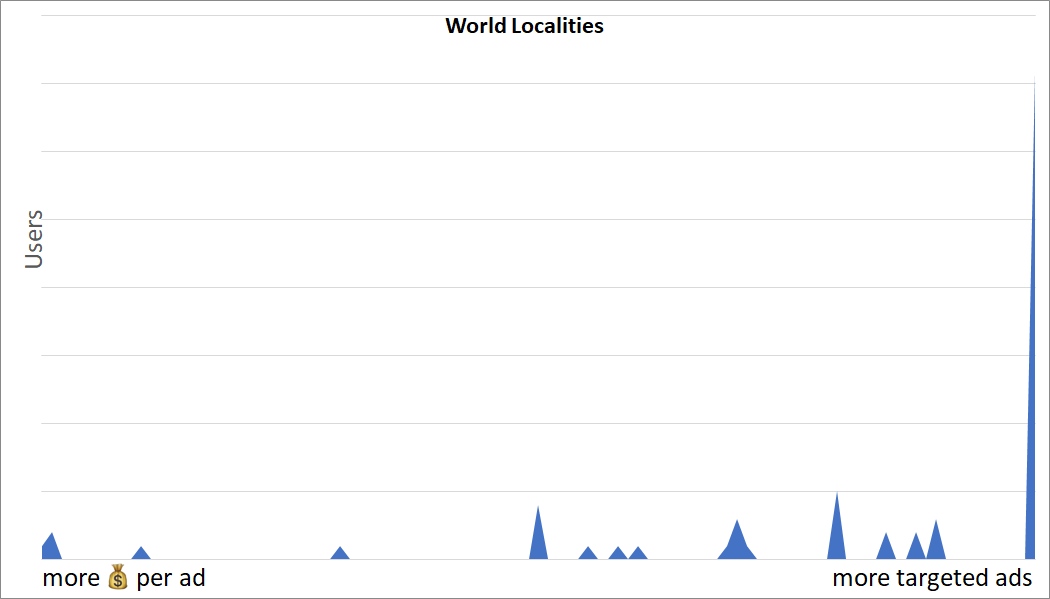 World Localities
Users
more 💰 per ad
more targeted ads